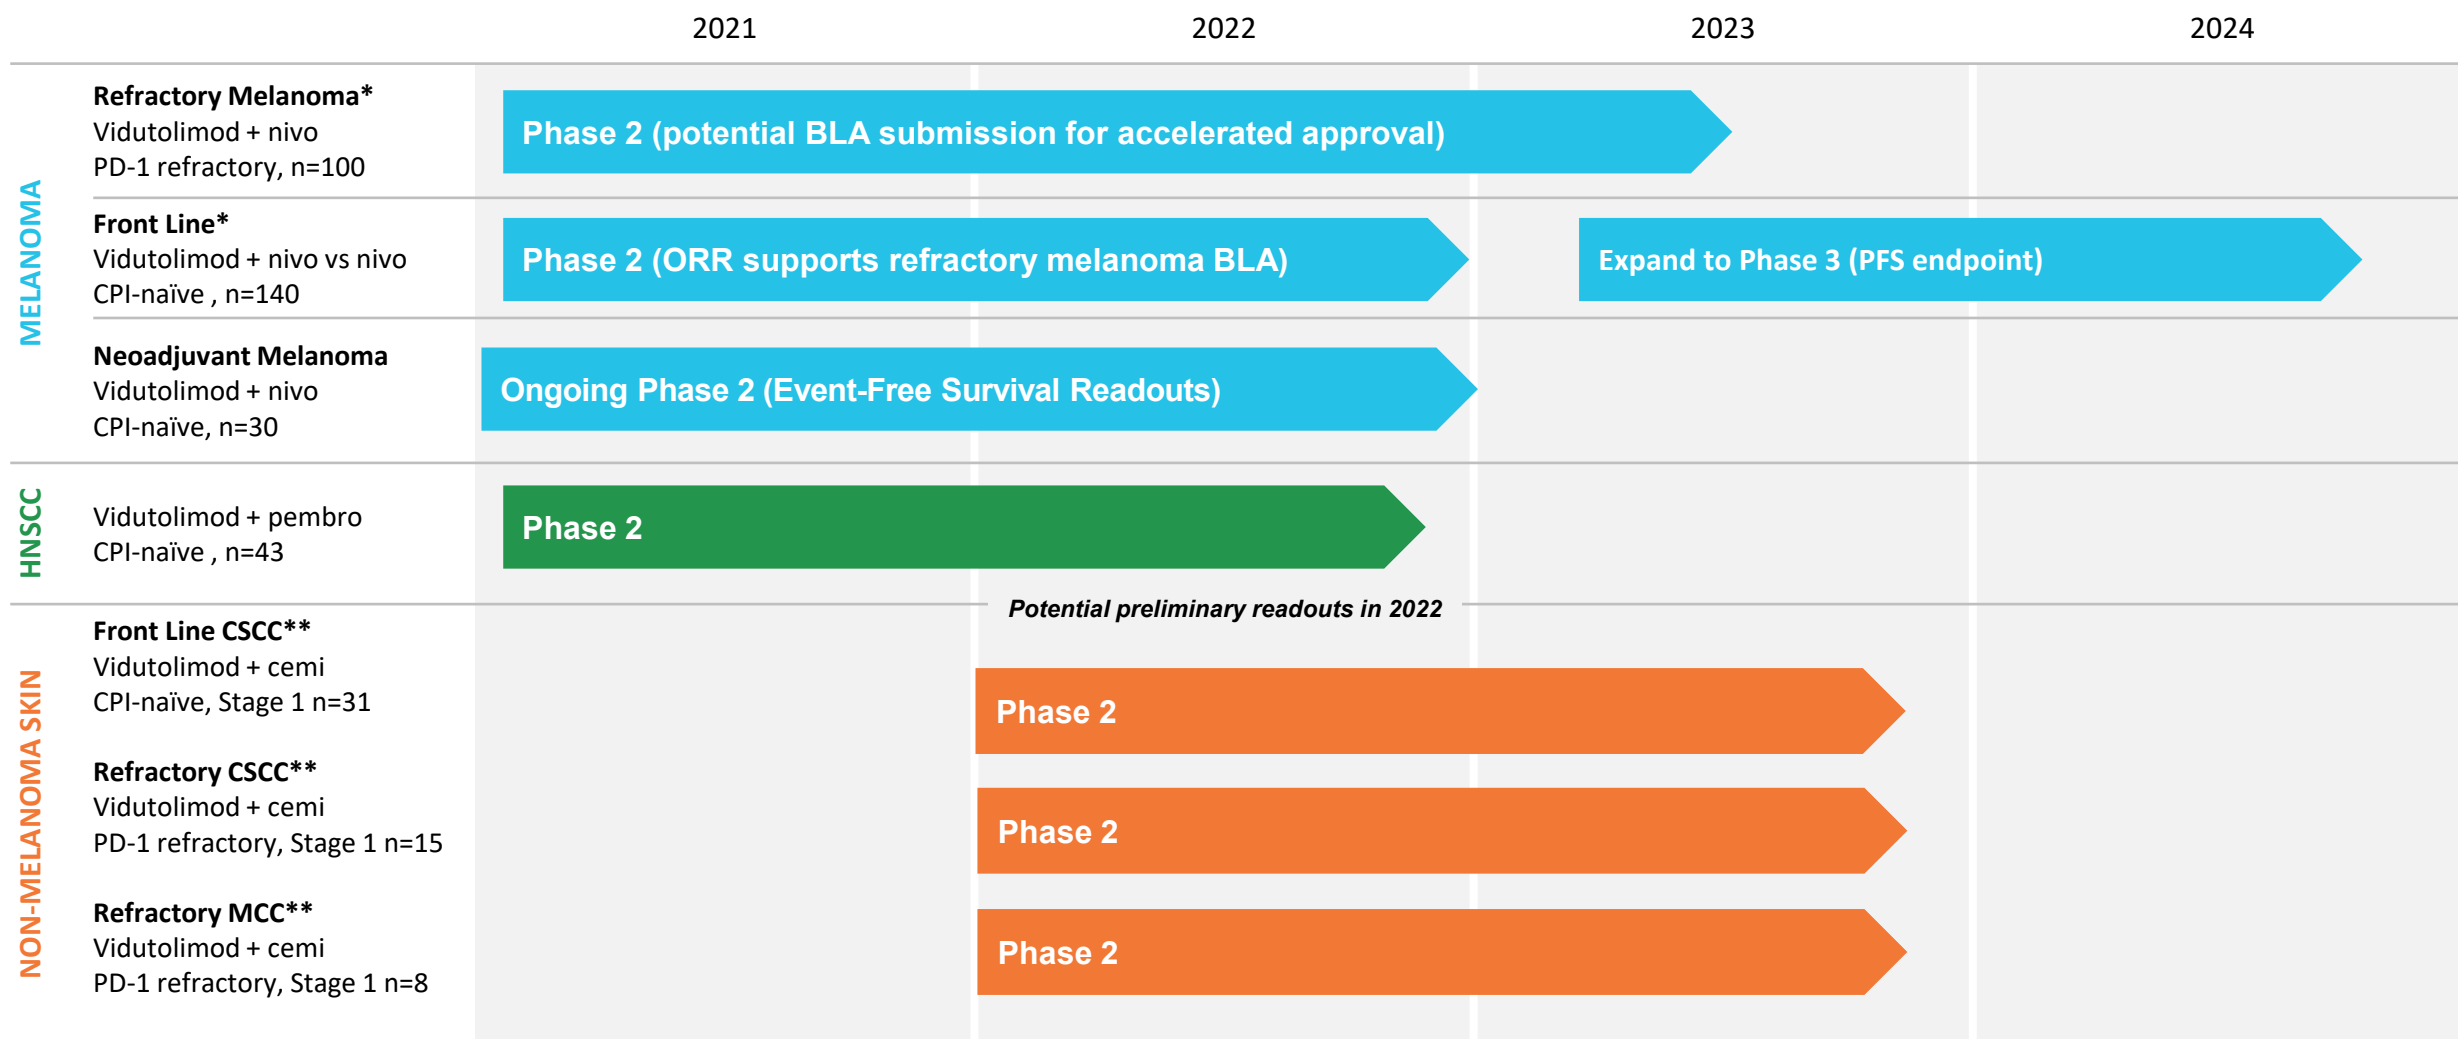 2021
2022
2023
2024
MELANOMA
Refractory Melanoma*
Vidutolimod + nivo
PD-1 refractory, n=100
Phase 2 (potential BLA submission for accelerated approval)
Front Line*
Vidutolimod + nivo vs nivo
CPI-naïve , n=140
Phase 2 (ORR supports refractory melanoma BLA)
Expand to Phase 3 (PFS endpoint)
Neoadjuvant Melanoma
Vidutolimod + nivo
CPI-naïve, n=30
Ongoing Phase 2 (Event-Free Survival Readouts)
HNSCC
Vidutolimod + pembro
CPI-naïve , n=43
Phase 2
Potential preliminary readouts in 2022
NON-MELANOMA SKIN
Front Line CSCC**
Vidutolimod + cemi
CPI-naïve, Stage 1 n=31
Phase 2
Refractory CSCC**
Vidutolimod + cemi
PD-1 refractory, Stage 1 n=15
Phase 2
Refractory MCC**
Vidutolimod + cemi
PD-1 refractory, Stage 1 n=8
Phase 2